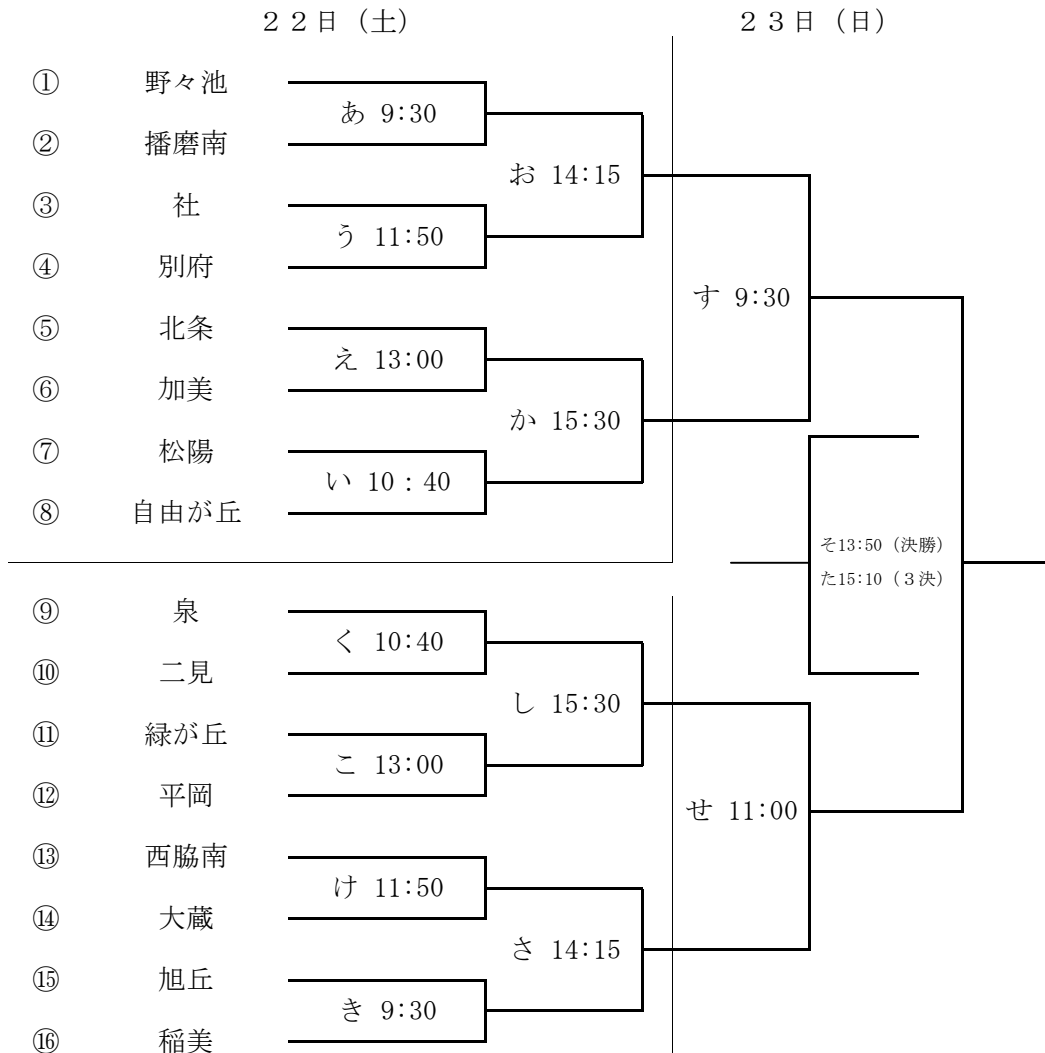 ２２日（土）　２３日（日）
① 野々池
あ 9:30
② 播磨南
お 14:15
③ 社
う 11:50
④ 別府
す 9:30
⑤ 北条
え 13:00
⑥ 加美
か 15:30
⑦ 松陽
い 10：40
⑧ 自由が丘
そ13:50（決勝）
た15:10（３決）
⑨ 泉
く 10:40
⑩ 二見
し 15:30
⑪ 緑が丘
こ 13:00
⑫ 平岡
せ 11:00
⑬ 西脇南
け 11:50
⑭ 大蔵
さ 14:15
⑮ 旭丘
き 9:30
⑯ 稲美